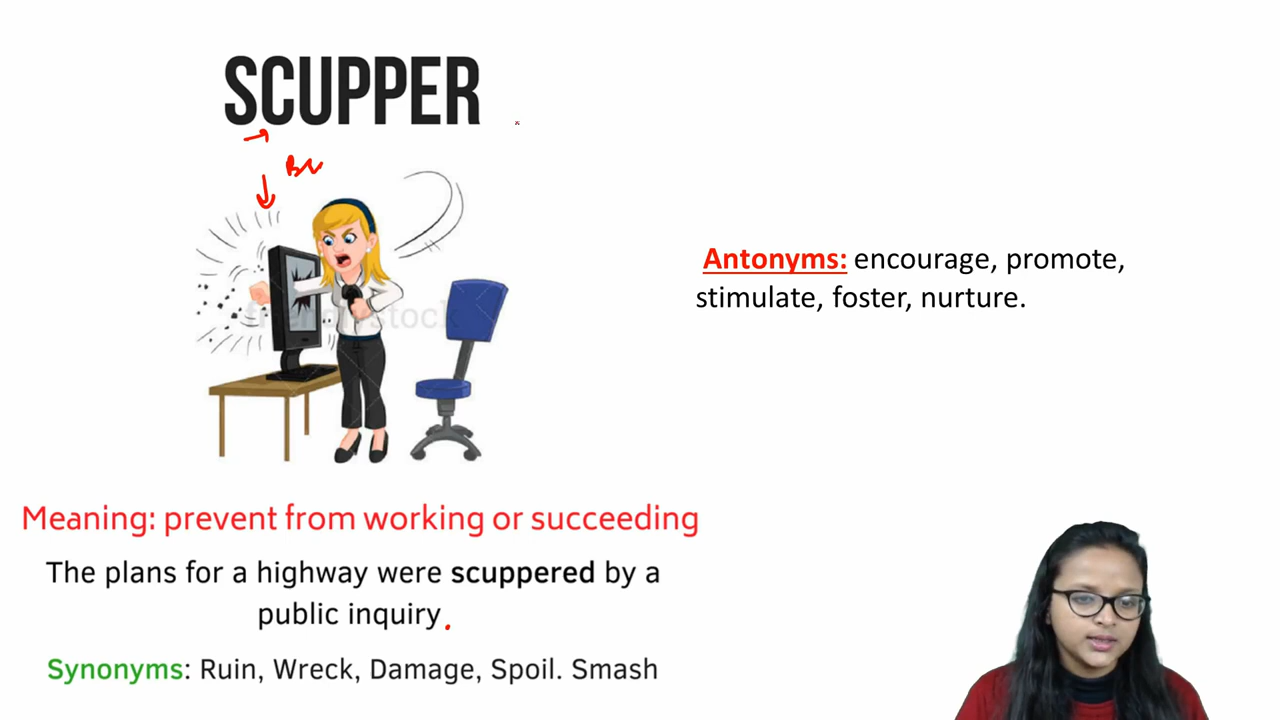 SCUPPER
Antonyms: encourage, promote,
stimulate, foster, nurture.
Meaning: prevent from working or succeeding
The plans for a highway were scuppered by a
public inquiry.
Synonyms: Ruin, Wreck, Damage, Spoil. Smash